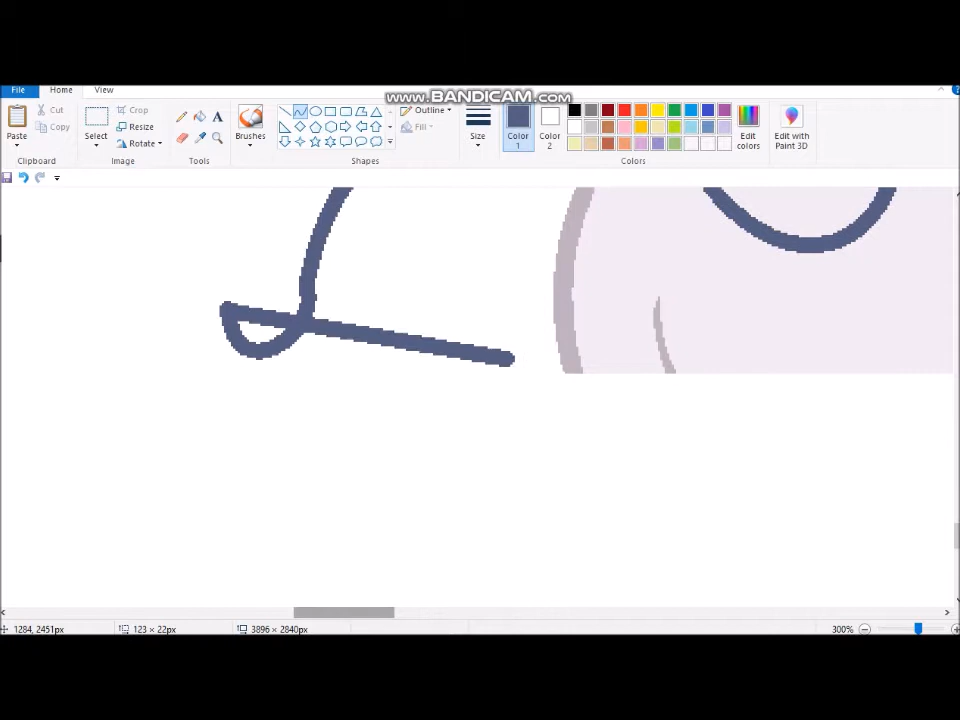 www.BANDICAM.com
File Home View
Paste
Cut
Copy
Clipboard
Select
Crop
Resize
Rotate
Image
A
Tools
Brushes
Outline
Fill
Shapes
Size
Color 1
Color 2
Edit colors
Colors
Edit with Paint 3D
1284, 2451px 123 × 22px 3896 × 2840px 300%